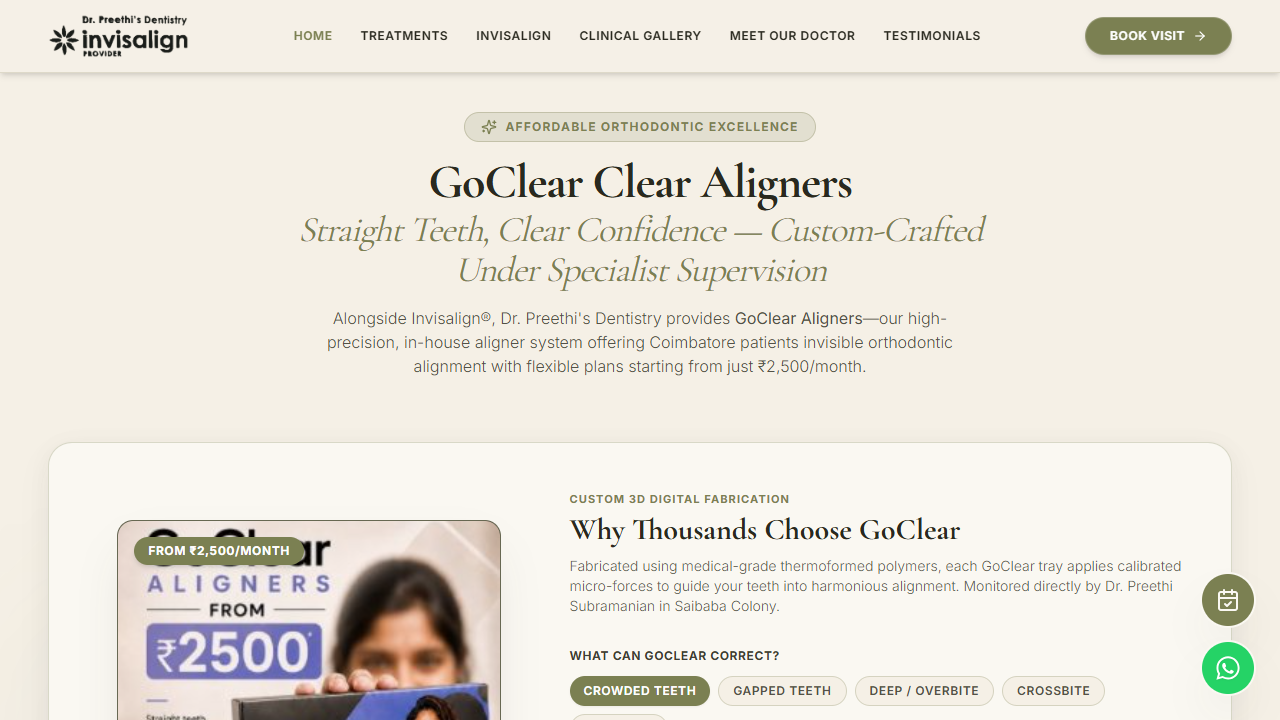 Dr. Preethi's Dentistry
invisalign
PROVIDER
HOME
TREATMENTS
INVISALIGN
CLINICAL GALLERY
MEET OUR DOCTOR
TESTIMONIALS
BOOK VISIT
AFFORDABLE ORTHODONTIC EXCELLENCE
GoClear Clear Aligners
Straight Teeth, Clear Confidence — Custom-Crafted
Under Specialist Supervision
Alongside Invisalign®, Dr. Preethi's Dentistry provides GoClear Aligners—our high-
precision, in-house aligner system offering Coimbatore patients invisible orthodontic
alignment with flexible plans starting from just ₹2,500/month.
FROM ₹2,500/MONTH
ALIGNERS
FROM
₹2500*
Straight teeth,
CUSTOM 3D DIGITAL FABRICATION
Why Thousands Choose GoClear
Fabricated using medical-grade thermoformed polymers, each GoClear tray applies calibrated
micro-forces to guide your teeth into harmonious alignment. Monitored directly by Dr. Preethi
Subramanian in Saibaba Colony.
WHAT CAN GOCLEAR CORRECT?
CROWDED TEETH
GAPPED TEETH
DEEP / OVERBITE
CROSSBITE